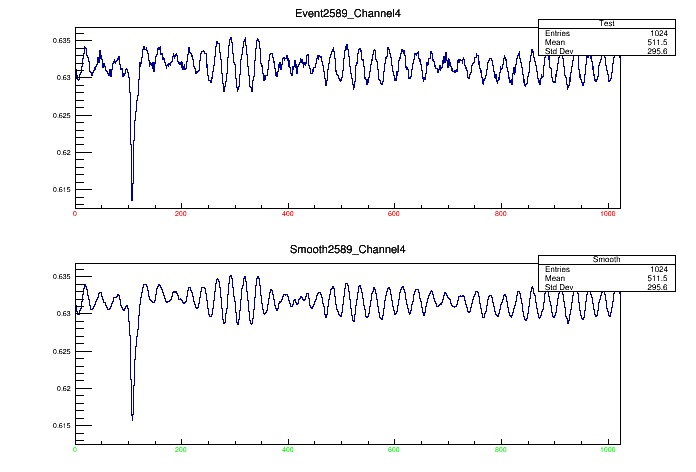 Event2589_Channel4
Test
Entries 1024
Mean 511.5
Std Dev 295.6
0.635
0.63
0.625
0.62
0.615
0 200 400 600 800 1000
Smooth2589_Channel4
Smooth
Entries 1024
Mean 511.5
Std Dev 295.6
0.635
0.63
0.625
0.62
0.615
0 200 400 600 800 1000